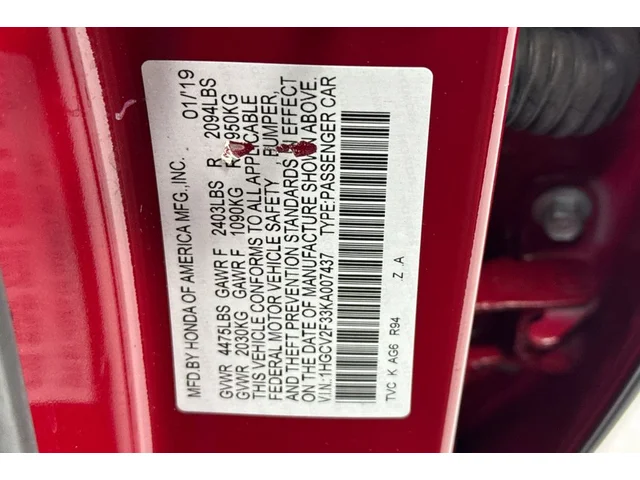 MFD.BY HONDA OF AMERICA MFG.,INC. 01/19
GVWR 4475LBS GAWR F 2403LBS R 2094LBS
GVWR 2030KG GAWR F 1090KG R 950KG
THIS VEHICLE CONFORMS TO ALL APPLICABLE
FEDERAL MOTOR VEHICLE SAFETY, BUMPER,
AND THEFT PREVENTION STANDARDS IN EFFECT
ON THE DATE OF MANUFACTURE SHOWN ABOVE.
V.I.N.:1HGCV2F33KA007437 TYPE:PASSENGER CAR
TVC K AG6 R94 .Z .A